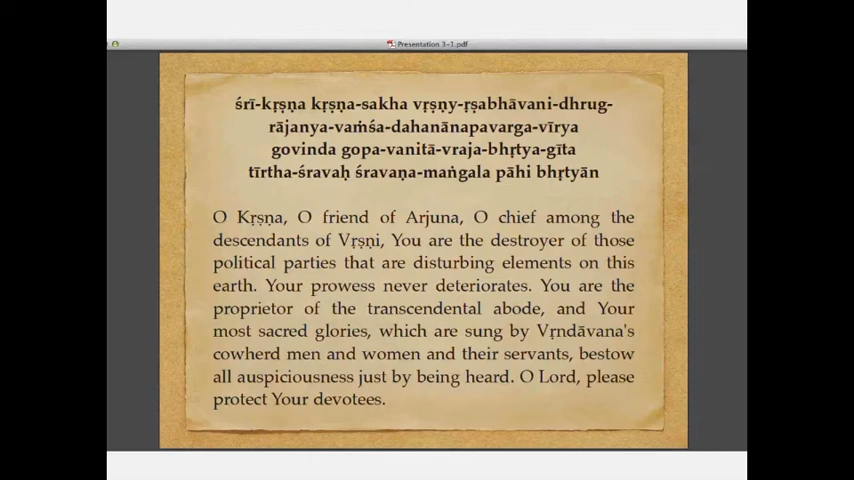 Presentation 3-1.pdf
śrī-kṛṣṇa kṛṣṇa-sakha vṛṣṇy-ṛṣabhāvani-dhrug-
rājanya-vaṁśa-dahanānapavarga-vīrya
govinda gopa-vanitā-vraja-bhṛtya-gīta
tīrtha-śravaḥ śravaṇa-maṅgala pāhi bhṛtyān
O Kṛṣṇa, O friend of Arjuna, O chief among the
descendants of Vṛṣṇi, You are the destroyer of those
political parties that are disturbing elements on this
earth. Your prowess never deteriorates. You are the
proprietor of the transcendental abode, and Your
most sacred glories, which are sung by Vṛndāvana's
cowherd men and women and their servants, bestow
all auspiciousness just by being heard. O Lord, please
protect Your devotees.